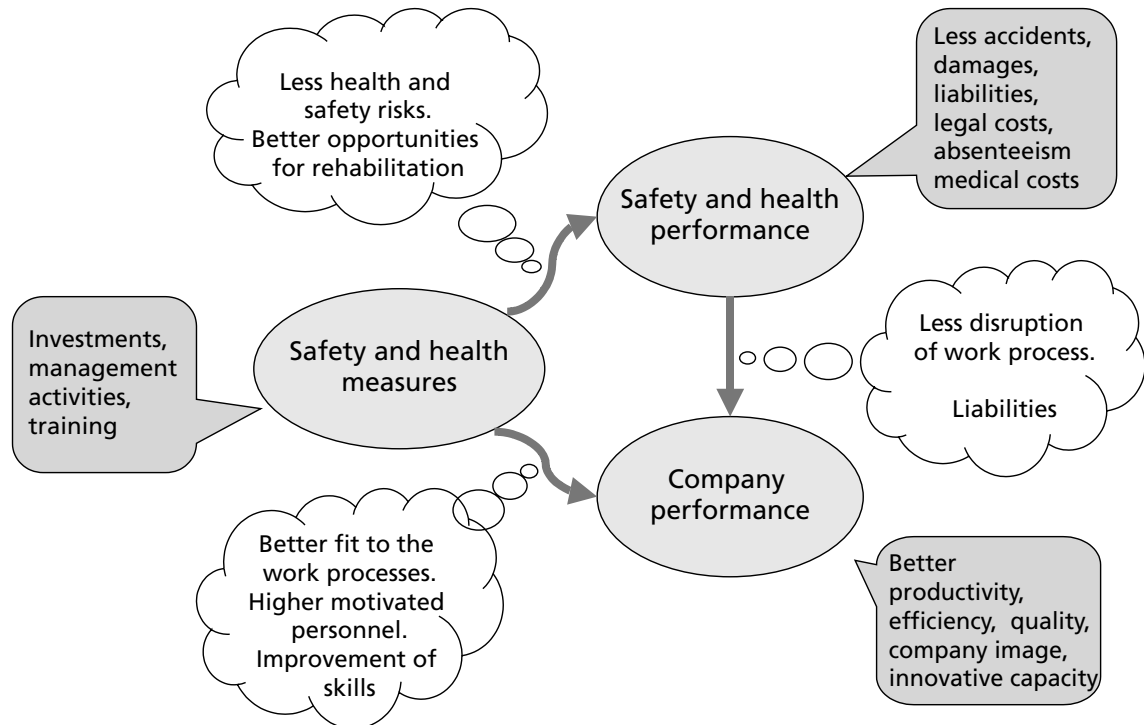 Less health and
safety risks.
Better opportunities
for rehabilitation
Less accidents,
damages,
liabilities,
legal costs,
absenteeism
medical costs
Safety and health
performance
Investments,
management
activities,
training
Safety and health
measures
Less disruption
of work process.
Liabilities
Company
performance
Better fit to the
work processes.
Higher motivated
personnel.
Improvement of
skills
Better
productivity,
efficiency, quality,
company image,
innovative capacity